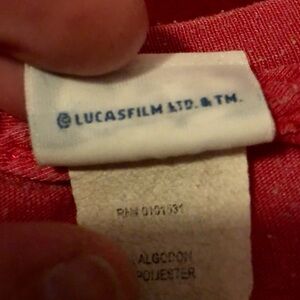 © LUCASFILM LTD. & TM.
ALGODON
POLIESTER